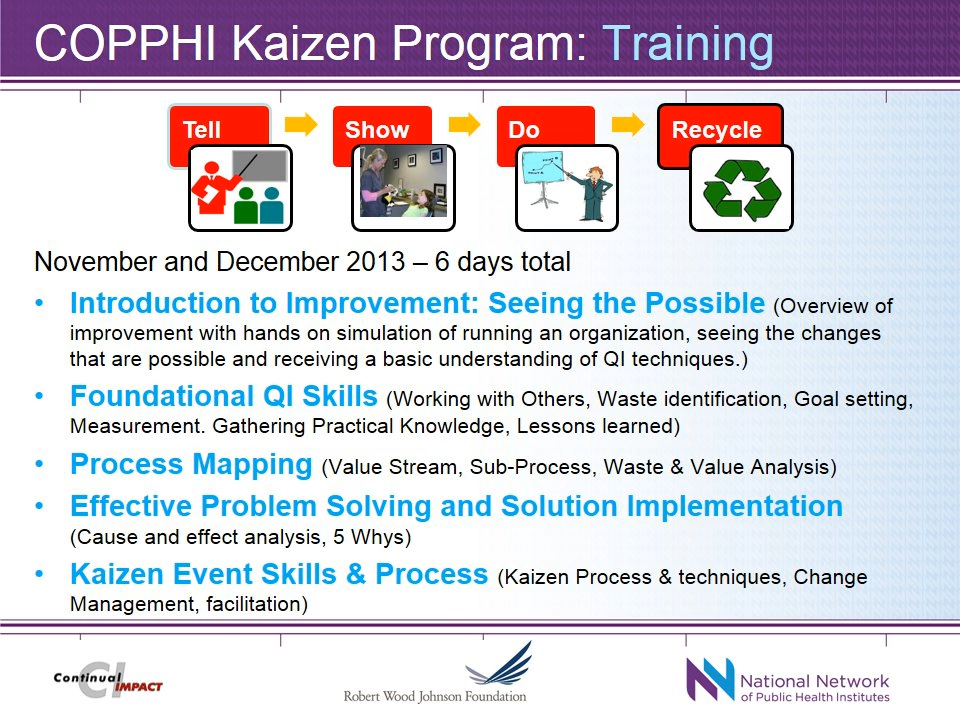 COPPHI Kaizen Program: Training
Tell
Show
Do
Recycle
November and December 2013 – 6 days total
• Introduction to Improvement: Seeing the Possible (Overview of
improvement with hands on simulation of running an organization, seeing the changes
that are possible and receiving a basic understanding of QI techniques.)
• Foundational QI Skills (Working with Others, Waste identification, Goal setting,
Measurement. Gathering Practical Knowledge, Lessons learned)
• Process Mapping (Value Stream, Sub-Process, Waste & Value Analysis)
• Effective Problem Solving and Solution Implementation
(Cause and effect analysis, 5 Whys)
• Kaizen Event Skills & Process (Kaizen Process & techniques, Change
Management, facilitation)
CI
Continual
IMPACT
Robert Wood Johnson Foundation
National Network
of Public Health Institutes